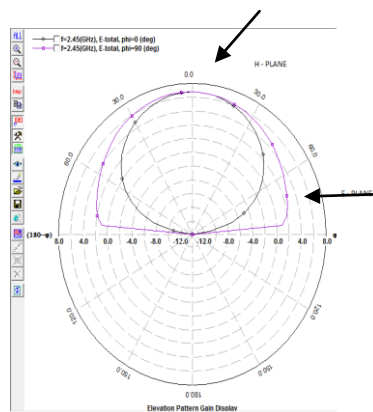 f=2.45(GHz), E-total, phi=0 (deg)
f=2.45(GHz), E-total, phi=90 (deg)
0.0
H - PLANE
30.0
30.0
60.0
60.0
E - PLANE
(180-φ)
φ
8.0 4.0 0.0 -4.0 -8.0 -12.0 -12.0 -8.0 -4.0 0.0 4.0 8.0
120.0
120.0
150.0
150.0
180.0
Elevation Pattern Gain Display